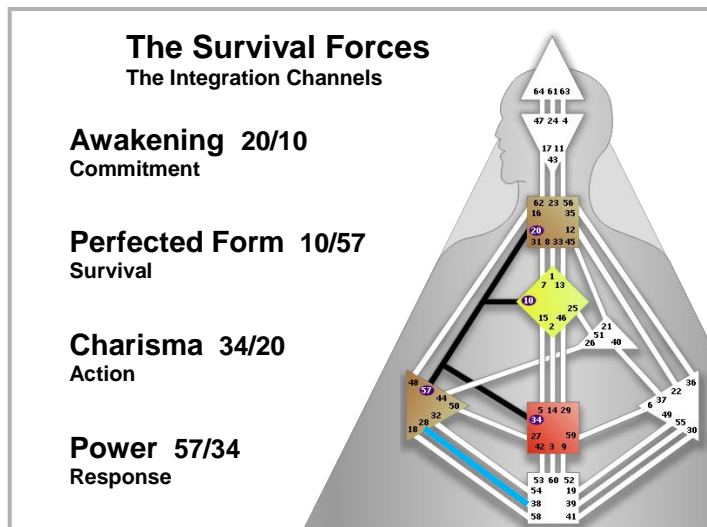 The Survival Forces
The Integration Channels
Awakening 20/10
Commitment
Perfected Form 10/57
Survival
Charisma 34/20
Action
Power 57/34
Response
64 61 63
47 24 4
17 11
43
62 23 56
16 35
20 12
31 8 33 45
1
7 13
10 25
15 46
2
21
51
26 40
48 36
57 22
44 37
50 6
32 49
28 55
18 30
5 14 29
34
27 59
42 3 9
53 60 52
54 19
38 39
58 41